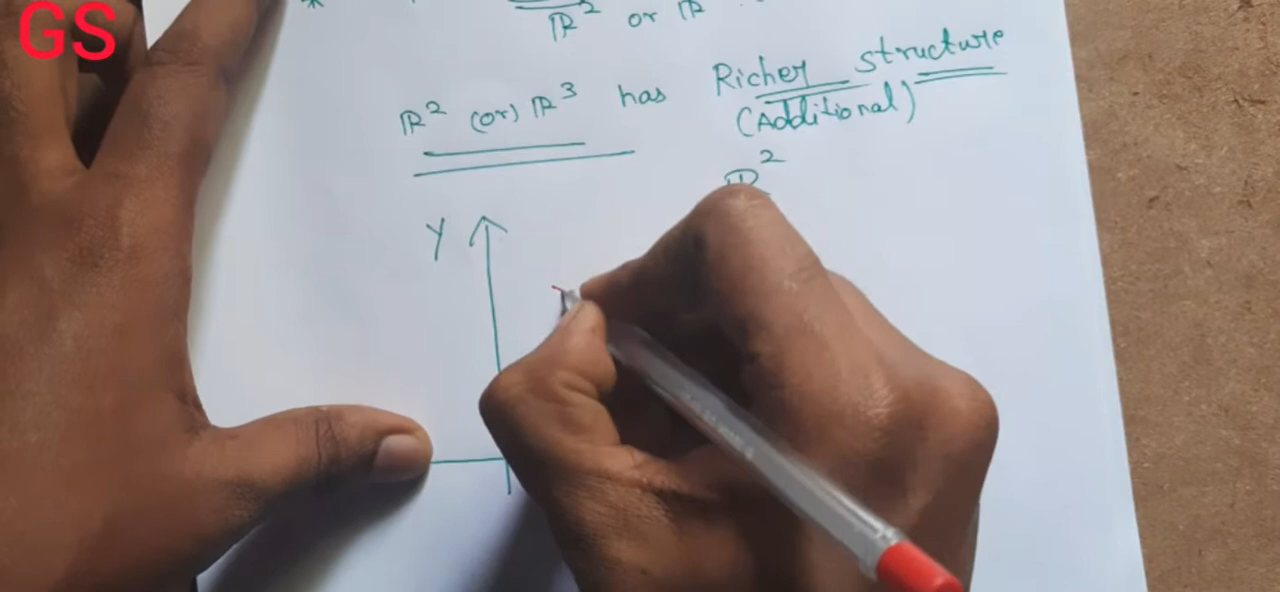 GS
* ℝ² or ℝ
ℝ² (or) ℝ³ has Richer structure
(Additional)
ℝ²
Y